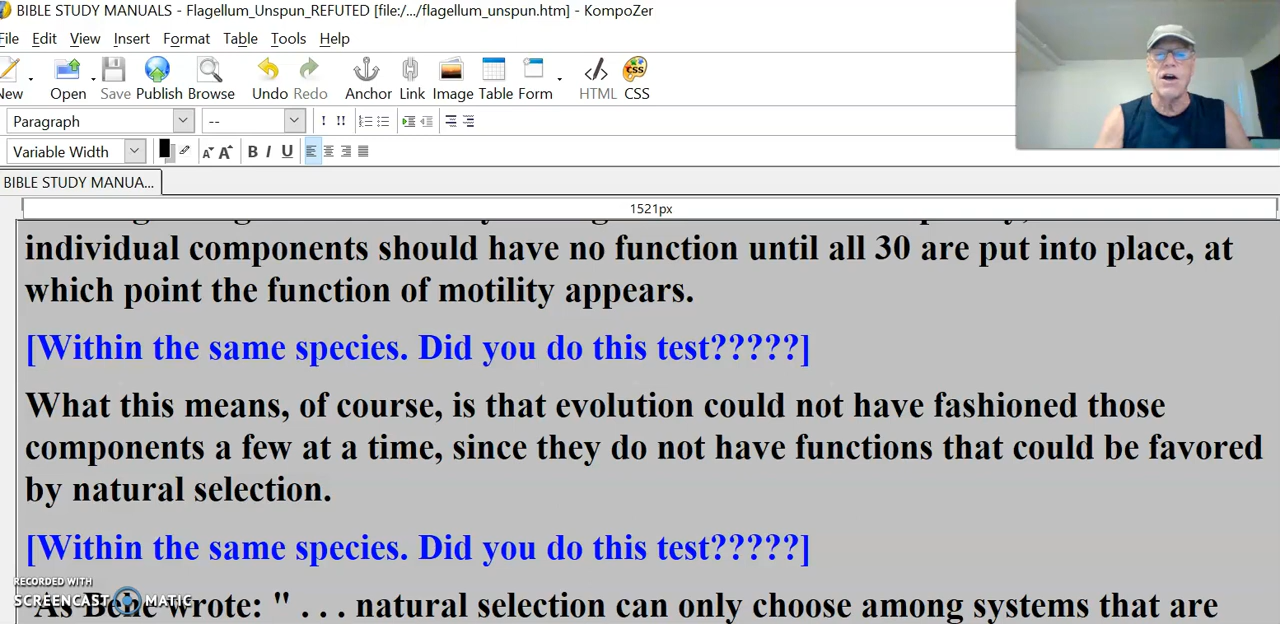 BIBLE STUDY MANUALS - Flagellum_Unspun_REFUTED [file:/.../flagellum_unspun.htm] - KompoZer
File Edit View Insert Format Table Tools Help
New Open Save Publish Browse Undo Redo Anchor Link Image Table Form HTML CSS
Paragraph -- ! !!
Variable Width A A B I U
BIBLE STUDY MANUA...
1521px
individual components should have no function until all 30 are put into place, at
which point the function of motility appears.
[Within the same species. Did you do this test?????]
What this means, of course, is that evolution could not have fashioned those
components a few at a time, since they do not have functions that could be favored
by natural selection.
[Within the same species. Did you do this test?????]
RECORDED WITH
SCREENCAST MATIC
"As Behe wrote: " . . . natural selection can only choose among systems that are